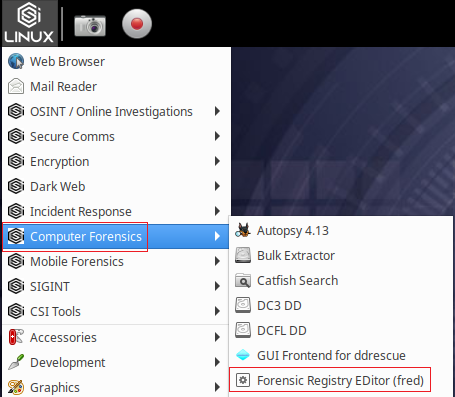 LINUX
Web Browser
Mail Reader
OSINT / Online Investigations
Secure Comms
Encryption
Dark Web
Incident Response
Computer Forensics
Mobile Forensics
SIGINT
CSI Tools
Accessories
Development
Graphics
Autopsy 4.13
Bulk Extractor
Catfish Search
DC3 DD
DCFL DD
GUI Frontend for ddrescue
Forensic Registry EDitor (fred)